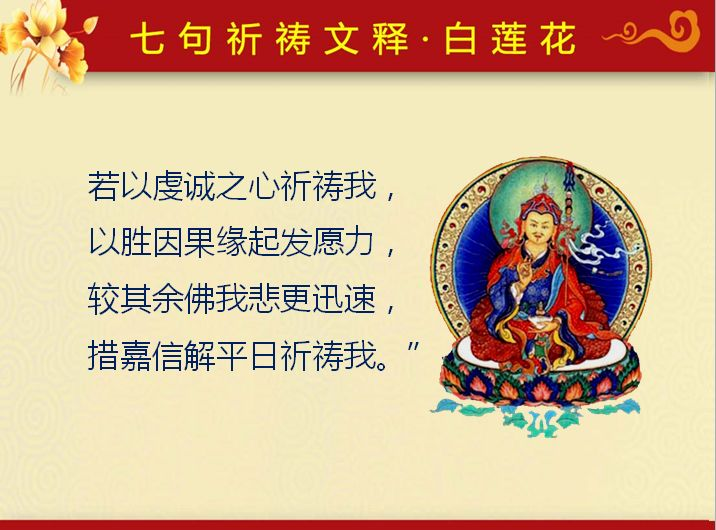 七句祈祷文释·白莲花
若以虔诚之心祈祷我，
以胜因果缘起发愿力，
较其余佛我悲更迅速，
措嘉信解平日祈祷我。”